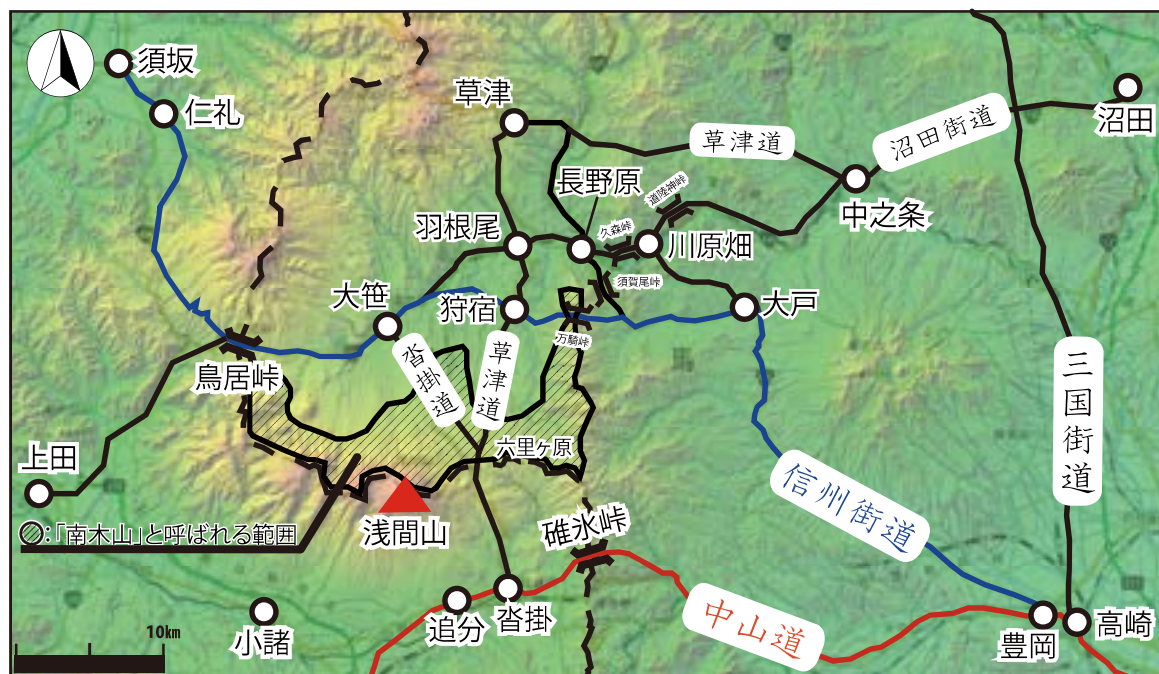 須坂
仁礼
草津
草津道
沼田街道
沼田
長野原
道陸神峠
中之条
羽根尾
久森峠
川原畑
須賀尾峠
大笹
狩宿
大戸
万騎峠
鳥居峠
沓掛道
草津道
三国街道
六里ヶ原
上田
信州街道
:「南木山」と呼ばれる範囲
浅間山
碓氷峠
追分
沓掛
中山道
小諸
10km
豊岡
高崎